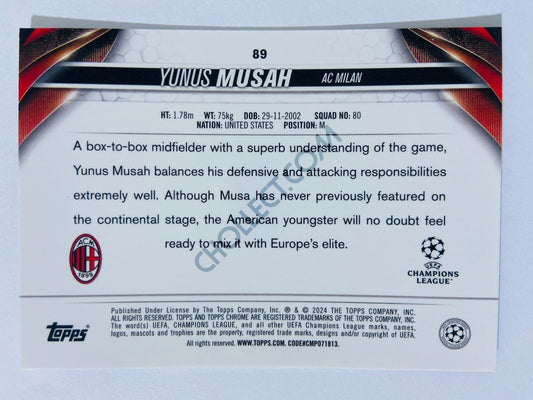 89
YUNUS MUSAH AC MILAN
HT: 1.78m WT: 75kg DOB: 29-11-2002 SQUAD NO: 80
NATION: UNITED STATES POSITION: M
A box-to-box midfielder with a superb understanding of the game,
Yunus Musah balances his defensive and attacking responsibilities
extremely well. Although Musa has never previously featured on
the continental stage, the American youngster will no doubt feel
ready to mix it with Europe's elite.
CHOLLECT.COM
ACM
1899
UEFA
CHAMPIONS
LEAGUE
TOPPS
Published Under License by The Topps Company, Inc. ® & © 2024 THE TOPPS COMPANY, INC.
ALL RIGHTS RESERVED. TOPPS AND TOPPS CHROME ARE REGISTERED TRADEMARKS OF THE TOPPS COMPANY, INC.
The word(s) UEFA, CHAMPIONS LEAGUE, and all other UEFA Champions League marks, names,
logos, mascots and trophies are the property, registered trade marks, designs and/or copyright of UEFA.
All rights reserved. WWW.TOPPS.COM. CODE#CMP071813.